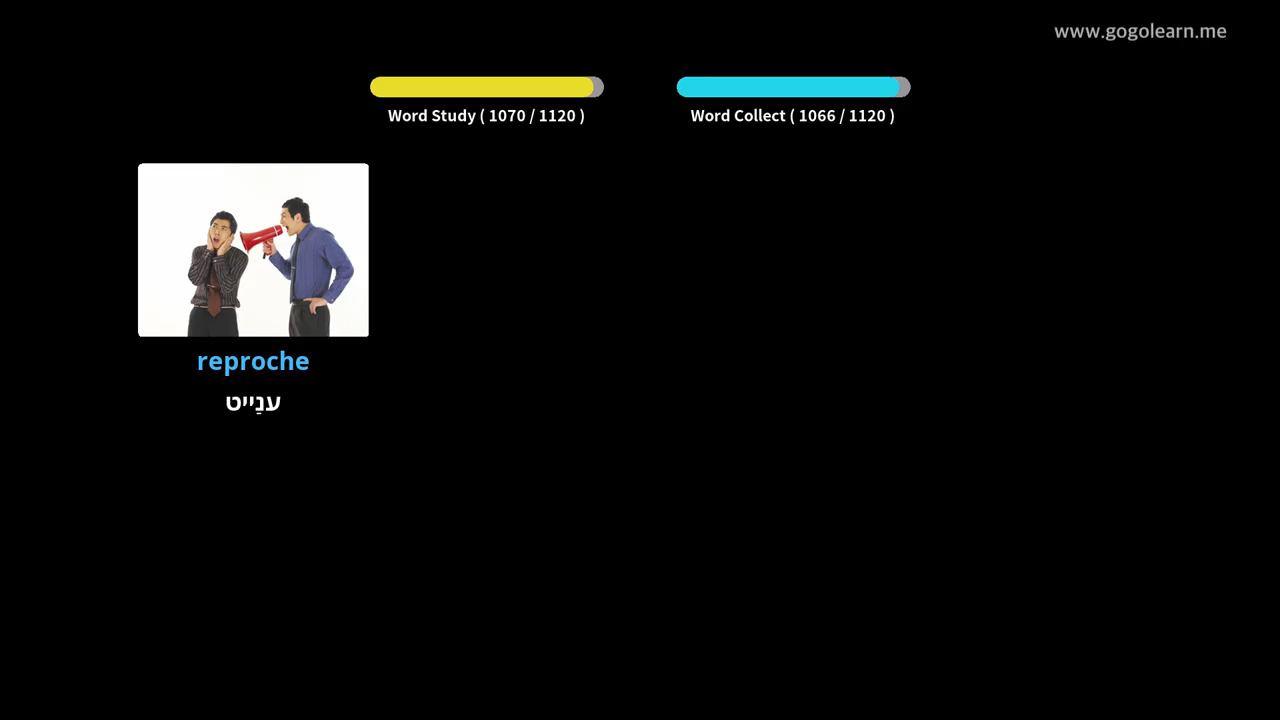 www.gogolearn.me
Word Study ( 1070 / 1120 )
Word Collect ( 1066 / 1120 )
reproche
ענַייט